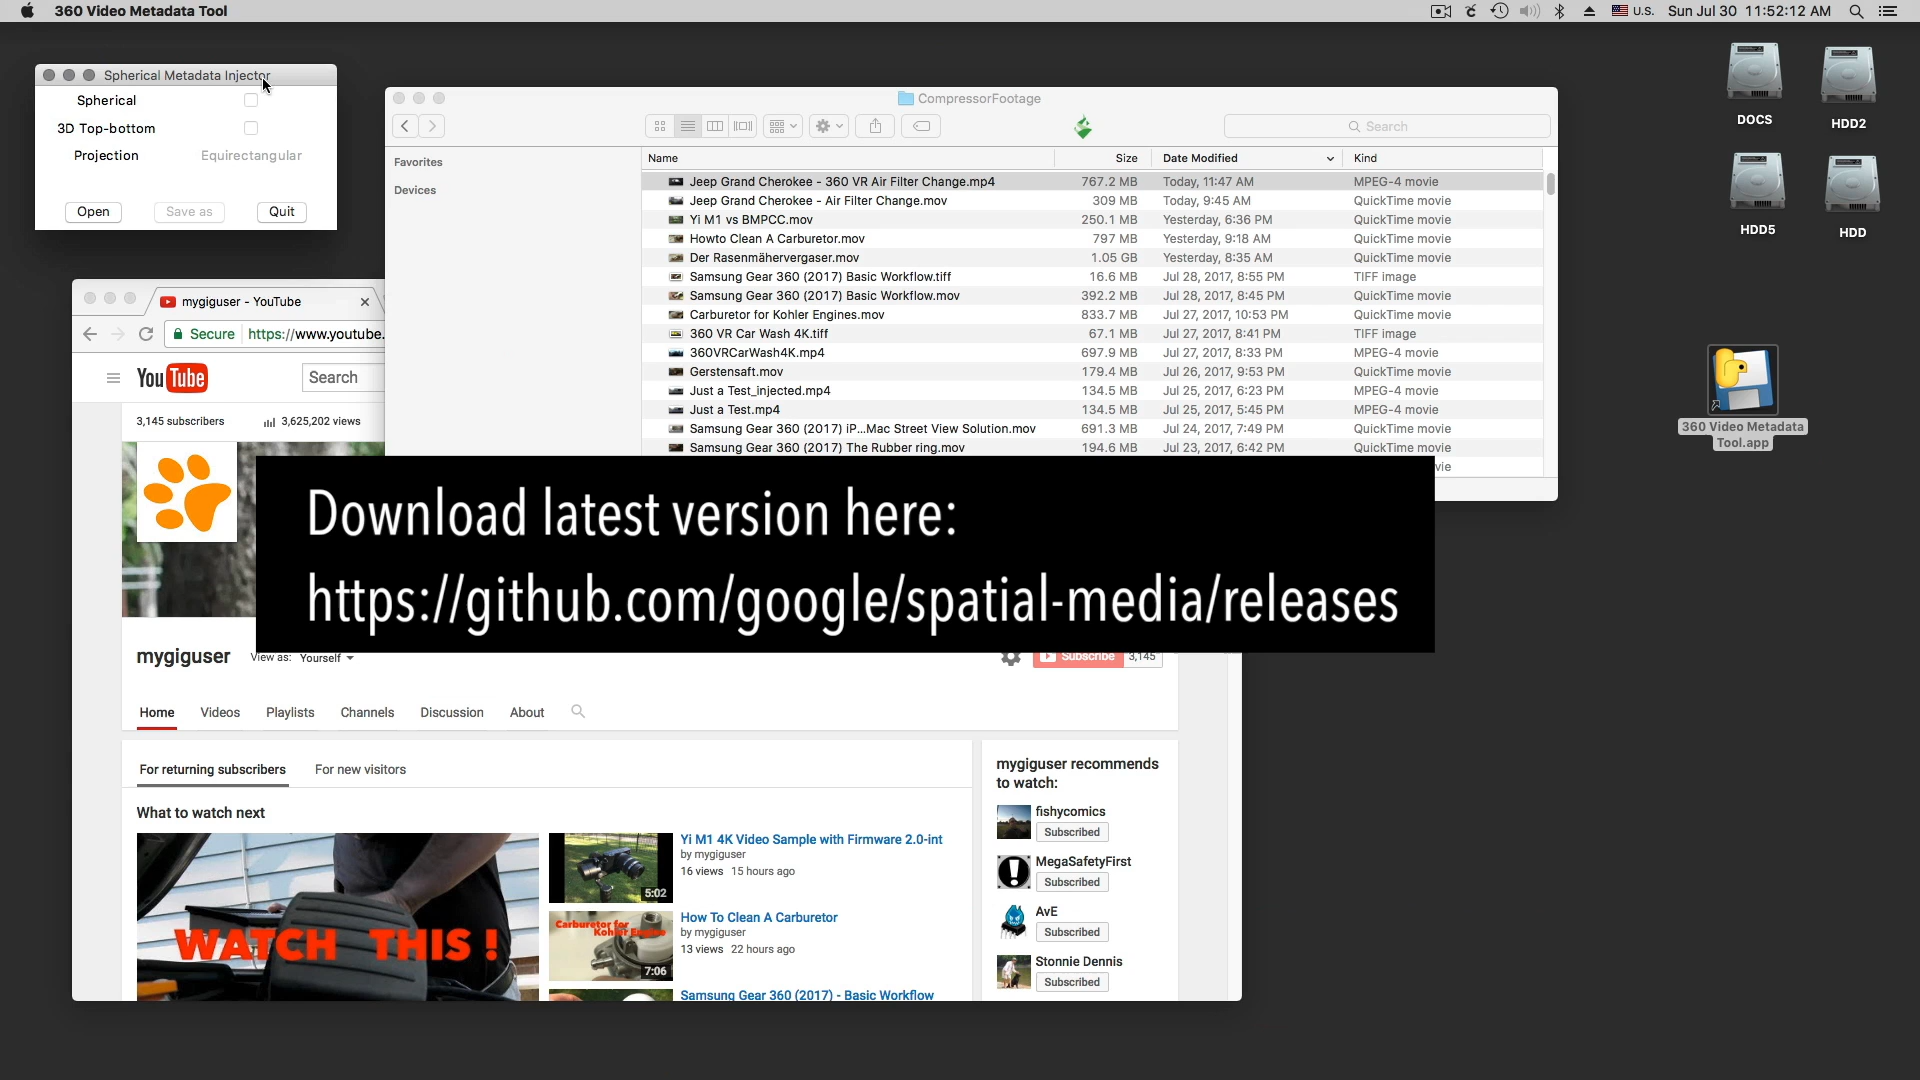 360 Video Metadata Tool
U.S. Sun Jul 30 11:52:12 AM
Spherical Metadata Injector
Spherical
3D Top-bottom
Projection Equirectangular
Open Save as Quit
CompressorFootage
Search
Favorites
Devices
Name Size Date Modified Kind
Jeep Grand Cherokee - 360 VR Air Filter Change.mp4 767.2 MB Today, 11:47 AM MPEG-4 movie
Jeep Grand Cherokee - Air Filter Change.mov 309 MB Today, 9:45 AM QuickTime movie
Yi M1 vs BMPCC.mov 250.1 MB Yesterday, 6:36 PM QuickTime movie
Howto Clean A Carburetor.mov 797 MB Yesterday, 9:18 AM QuickTime movie
Der Rasenmähervergaser.mov 1.05 GB Yesterday, 8:35 AM QuickTime movie
Samsung Gear 360 (2017) Basic Workflow.tiff 16.6 MB Jul 28, 2017, 8:55 PM TIFF image
Samsung Gear 360 (2017) Basic Workflow.mov 392.2 MB Jul 28, 2017, 8:45 PM QuickTime movie
Carburetor for Kohler Engines.mov 833.7 MB Jul 27, 2017, 10:53 PM QuickTime movie
360 VR Car Wash 4K.tiff 67.1 MB Jul 27, 2017, 8:41 PM TIFF image
360VRCarWash4K.mp4 697.9 MB Jul 27, 2017, 8:33 PM MPEG-4 movie
Gerstensaft.mov 179.4 MB Jul 26, 2017, 9:53 PM QuickTime movie
Just a Test_injected.mp4 134.5 MB Jul 25, 2017, 6:23 PM MPEG-4 movie
Just a Test.mp4 134.5 MB Jul 25, 2017, 5:45 PM MPEG-4 movie
Samsung Gear 360 (2017) iP...Mac Street View Solution.mov 691.3 MB Jul 24, 2017, 7:49 PM QuickTime movie
Samsung Gear 360 (2017) The Rubber ring.mov 194.6 MB Jul 23, 2017, 6:42 PM QuickTime movie
vie
DOCS
HDD2
HDD5
HDD
360 Video Metadata
Tool.app
mygiguser - YouTube
Secure https://www.youtube.
YouTube
Search
3,145 subscribers 3,625,202 views
Download latest version here:
https://github.com/google/spatial-media/releases
mygiguser View as: Yourself
Subscribe 3,145
Home Videos Playlists Channels Discussion About
For returning subscribers For new visitors
What to watch next
WATCH THIS !
5:02
Yi M1 4K Video Sample with Firmware 2.0-int
by mygiguser
16 views 15 hours ago
Carburetor for
Kohler Engine
7:06
How To Clean A Carburetor
by mygiguser
13 views 22 hours ago
Samsung Gear 360 (2017) - Basic Workflow
mygiguser recommends
to watch:
fishycomics
Subscribed
MegaSafetyFirst
Subscribed
AvE
Subscribed
Stonnie Dennis
Subscribed